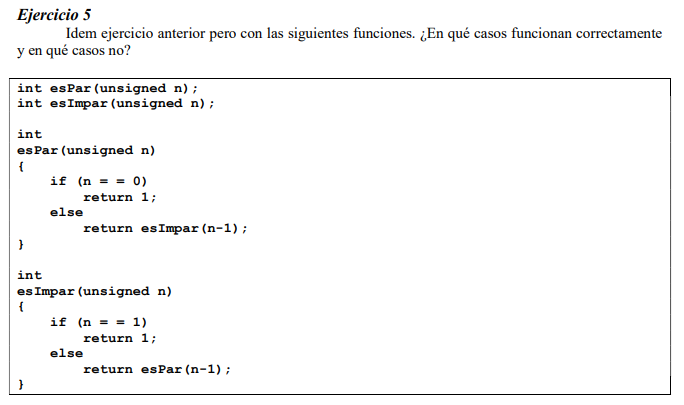 Ejercicio 5
Idem ejercicio anterior pero con las siguientes funciones. ¿En qué casos funcionan correctamente
y en qué casos no?
int esPar(unsigned n);
int esImpar(unsigned n);
int
esPar(unsigned n)
{
if (n = = 0)
return 1;
else
return esImpar(n-1);
}
int
esImpar(unsigned n)
{
if (n = = 1)
return 1;
else
return esPar(n-1);
}